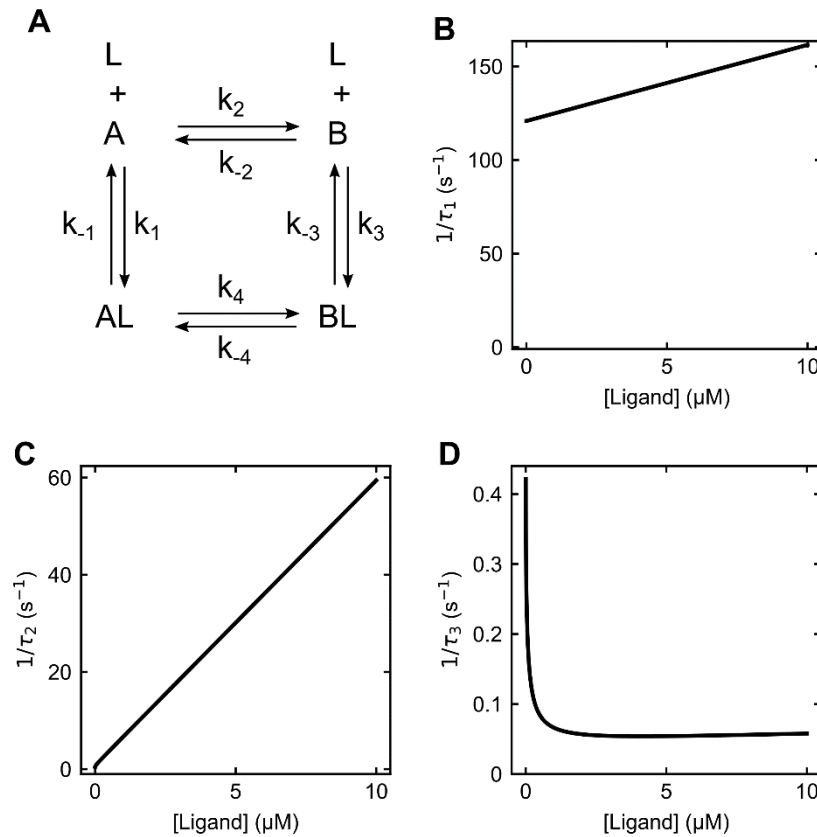 A
L L
+ +
A k₂ B
k₋₂
k₋₁ k₁ k₋₃ k₃
AL k₄ BL
k₋₄
B
150
100
50
0
1/τ₁ (s⁻¹)
0 5 10
[Ligand] (µM)
C
60
40
20
0
1/τ₂ (s⁻¹)
0 5 10
[Ligand] (µM)
D
0.4
0.3
0.2
0.1
0
1/τ₃ (s⁻¹)
0 5 10
[Ligand] (µM)